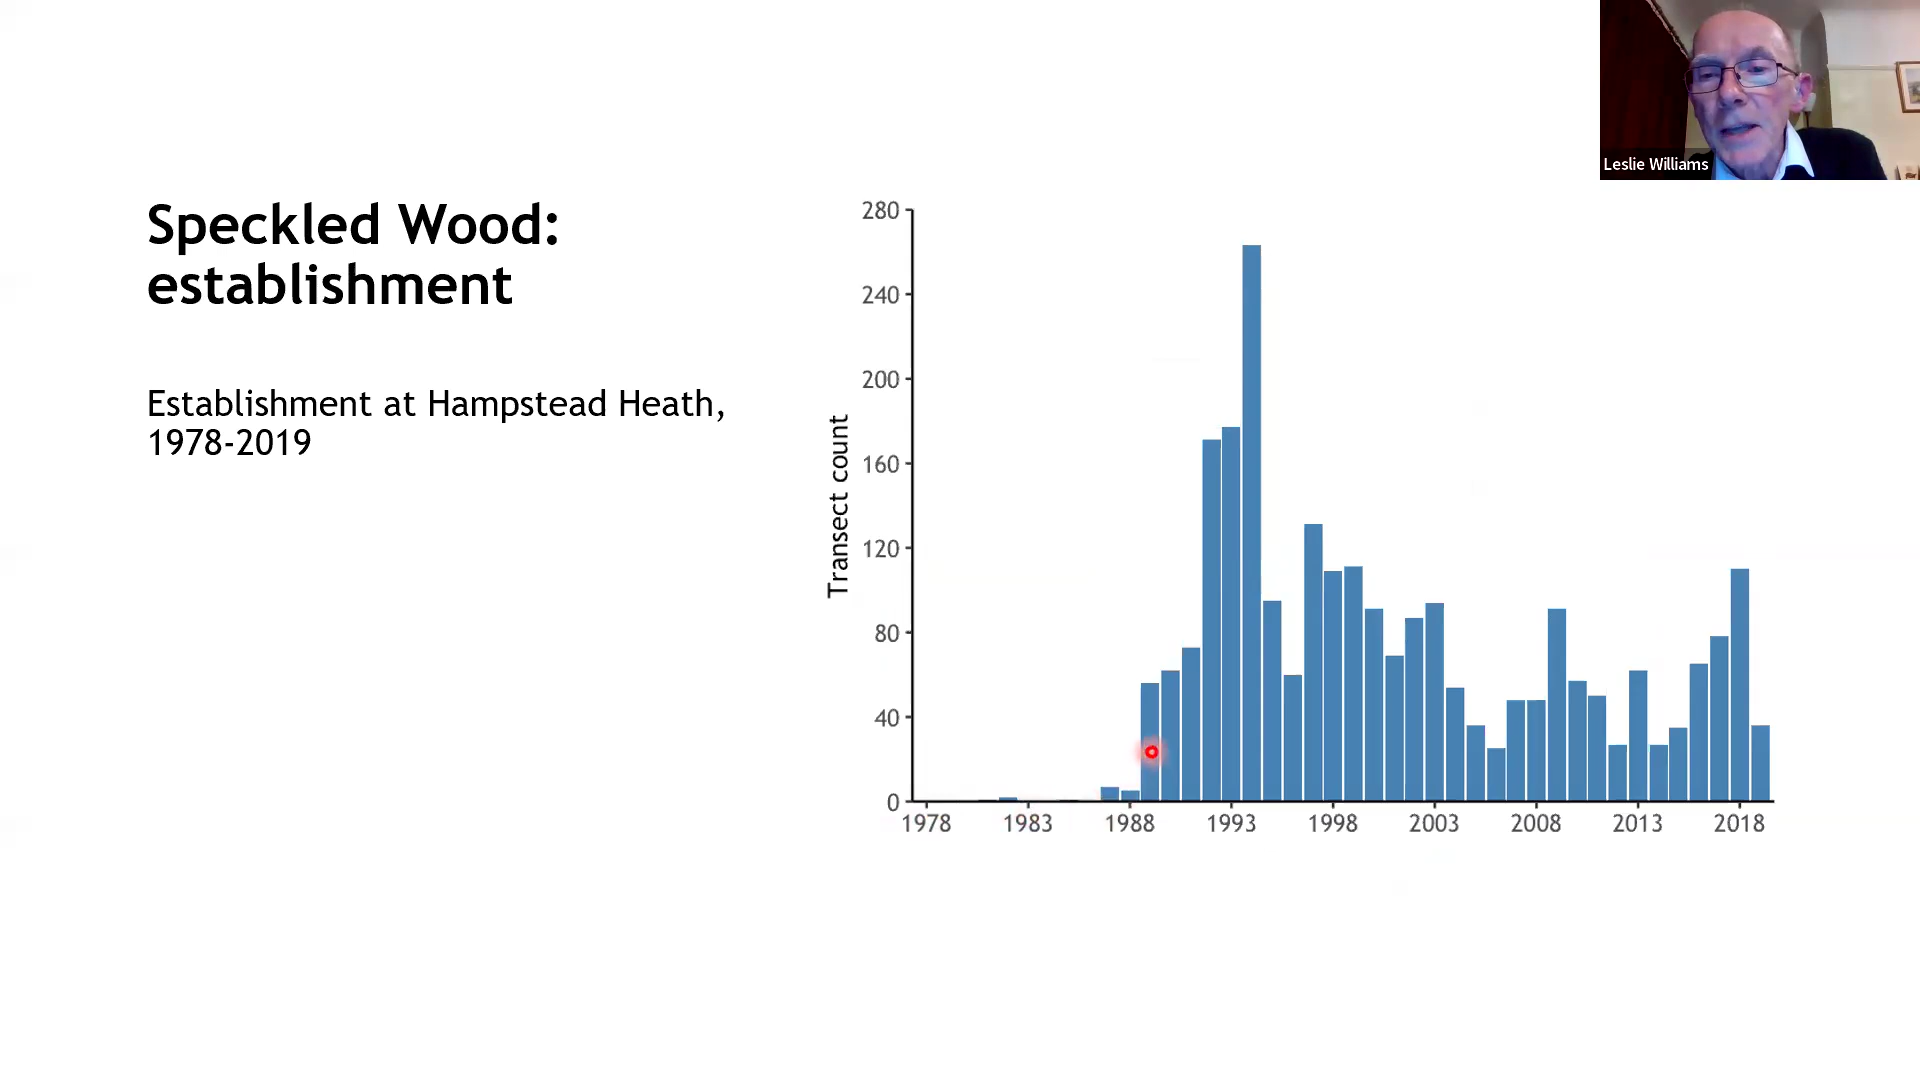 Leslie Williams
Speckled Wood:
establishment
Establishment at Hampstead Heath,
1978-2019
Transect count
280
240
200
160
120
80
40
0
1978 1983 1988 1993 1998 2003 2008 2013 2018